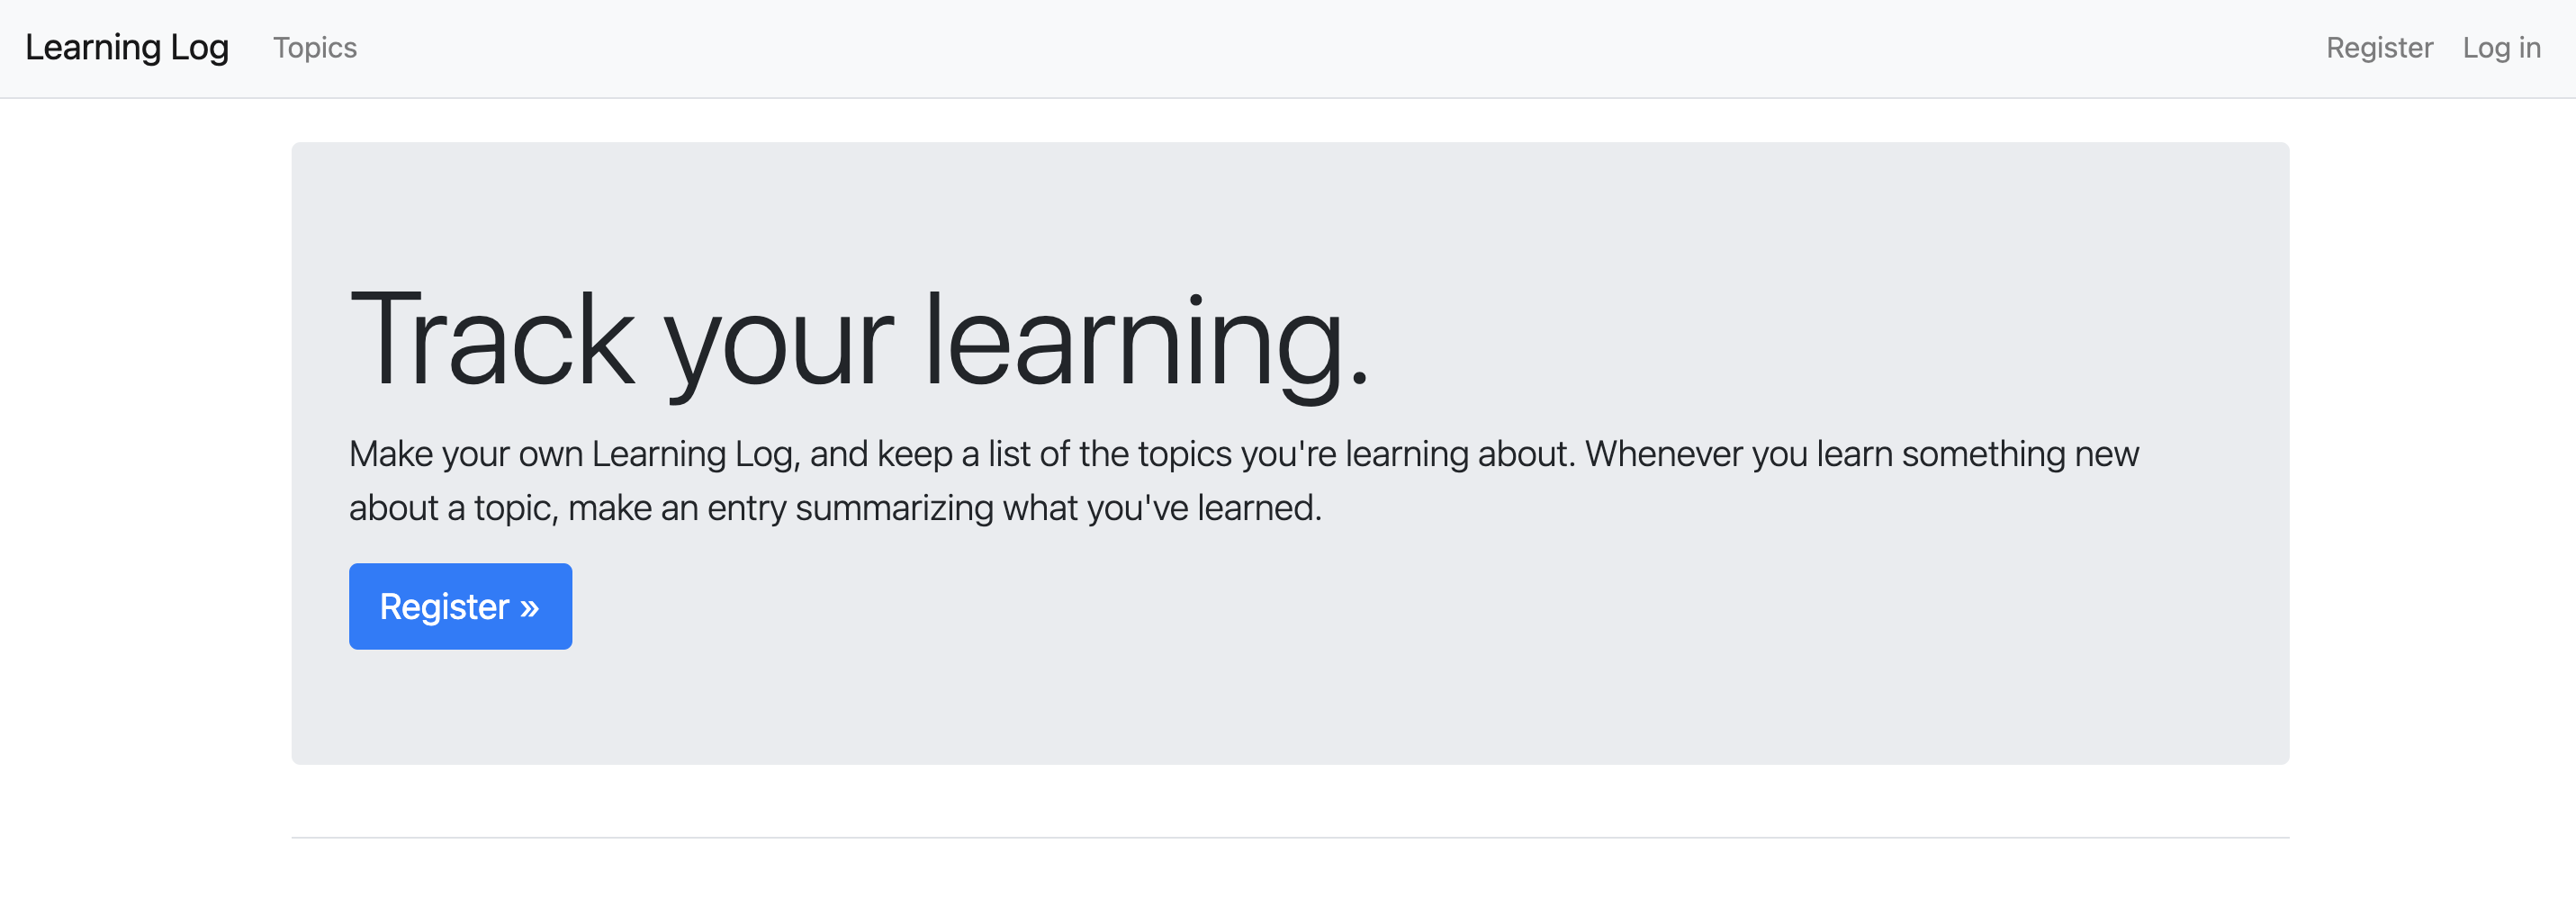 Learning Log Topics Register Log in
Track your learning.
Make your own Learning Log, and keep a list of the topics you're learning about. Whenever you learn something new
about a topic, make an entry summarizing what you've learned.
Register »